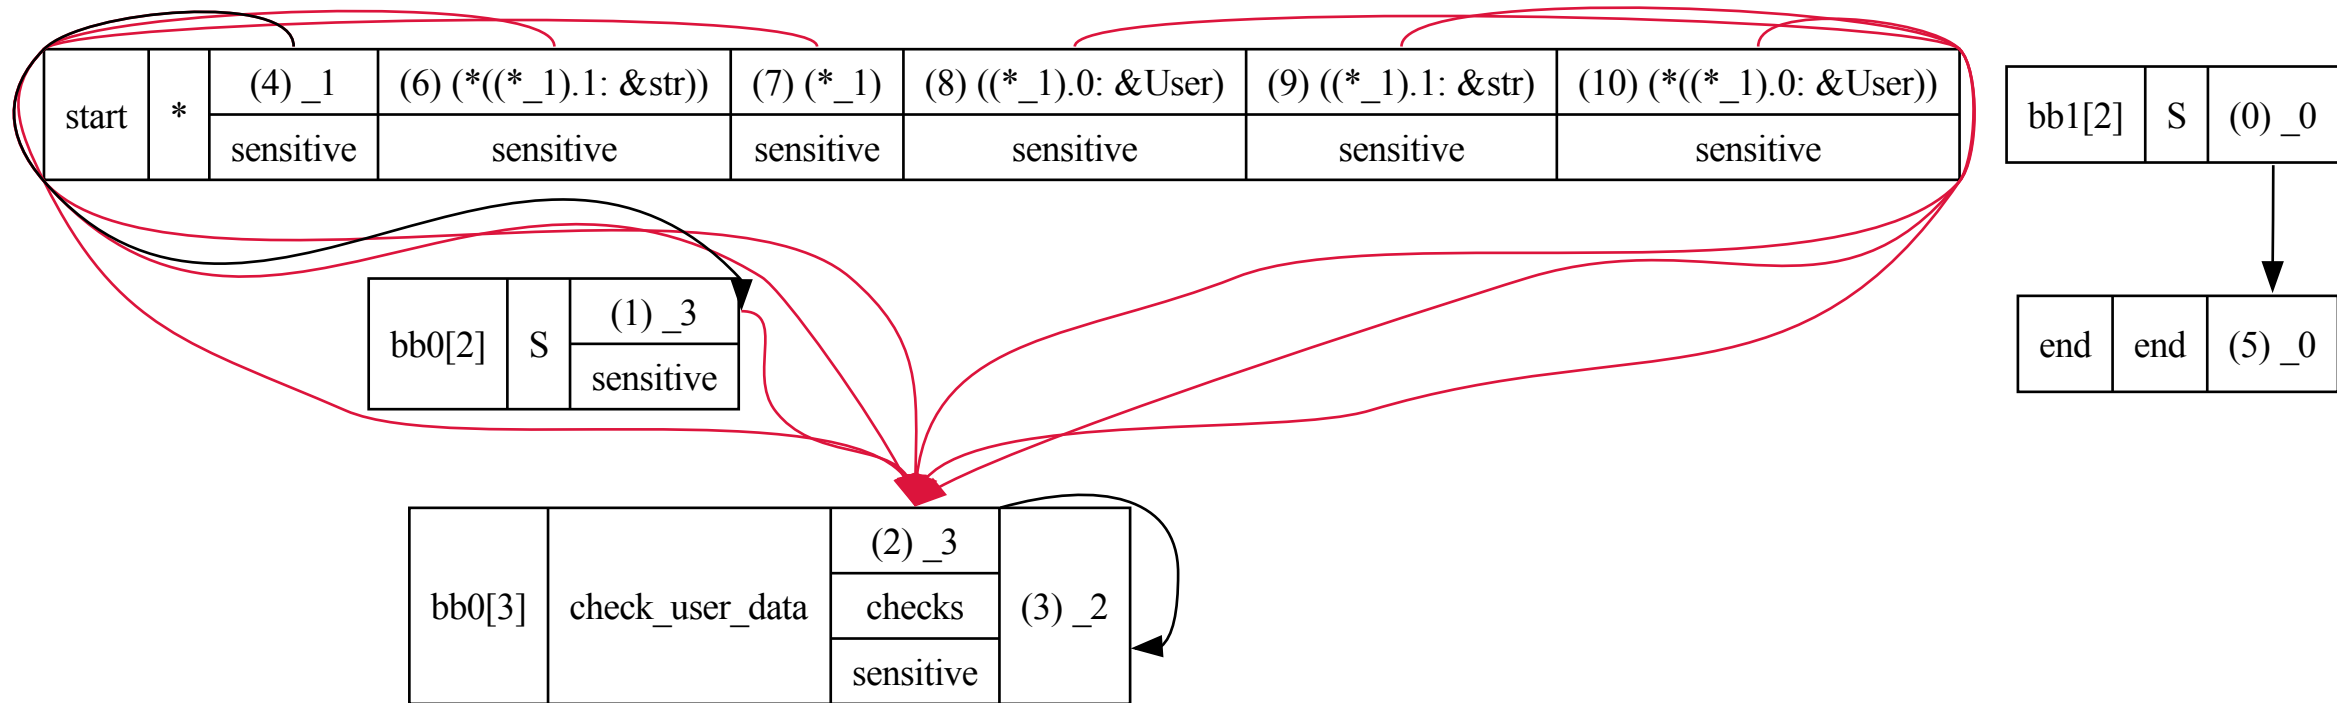 start
*
(4) _1
sensitive
(6) (*((*_1).1: &str))
sensitive
(7) (*_1)
sensitive
(8) ((*_1).0: &User)
sensitive
(9) ((*_1).1: &str)
sensitive
(10) (*((*_1).0: &User))
sensitive
bb1[2]
S
(0) _0
bb0[2]
S
(1) _3
sensitive
end
end
(5) _0
bb0[3]
check_user_data
(2) _3
checks
sensitive
(3) _2